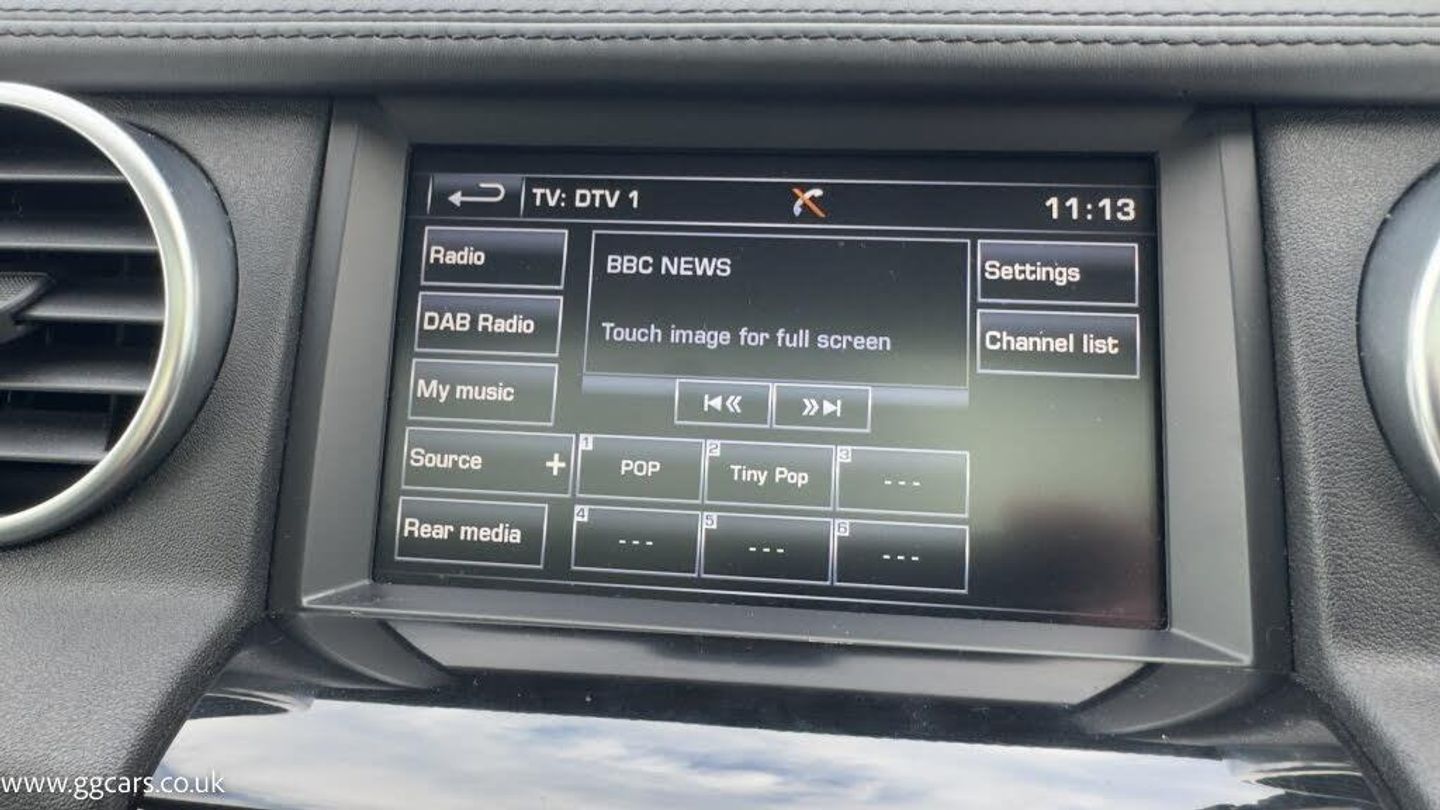 TV: DTV 1
11:13
Radio
BBC NEWS
Settings
DAB Radio
Touch image for full screen
Channel list
My music
Source +
1 POP
2 Tiny Pop
3 ---
Rear media
4 ---
5 ---
6 ---
www.ggcars.co.uk